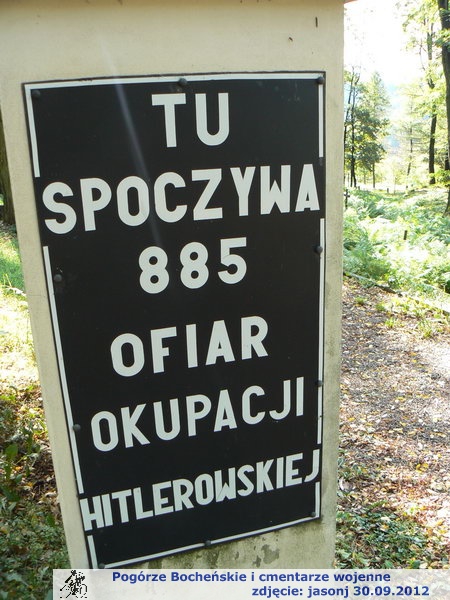 TU
SPOCZYWA
885
OFIAR
OKUPACJI
HITLEROWSKIEJ
Pogórze Bocheńskie i cmentarze wojenne
zdjęcie: jasonj 30.09.2012